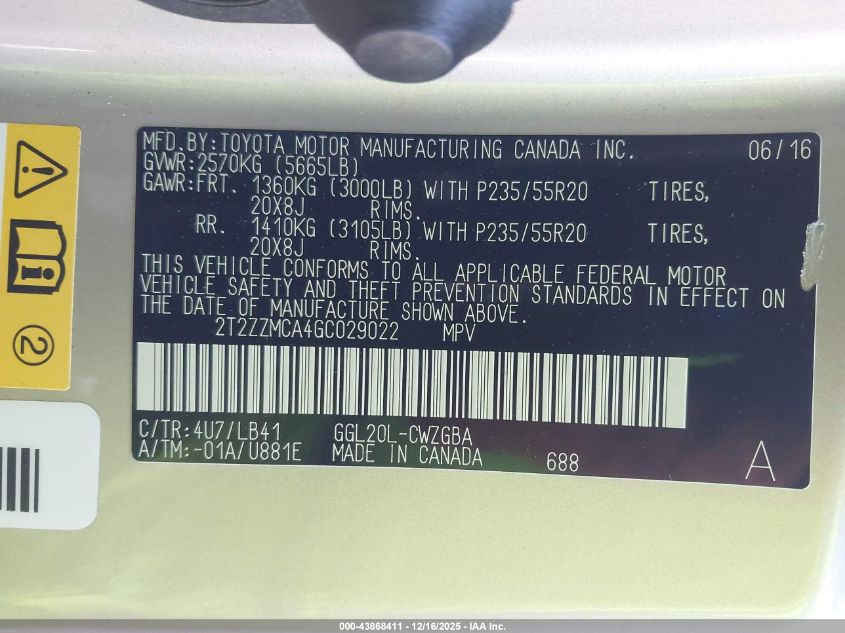 MFD.BY:TOYOTA MOTOR MANUFACTURING CANADA INC. 06/16
GVWR:2570KG (5665LB)
GAWR:FRT. 1360KG (3000LB) WITH P235/55R20 TIRES,
20X8J RIMS.
RR. 1410KG (3105LB) WITH P235/55R20 TIRES,
20X8J RIMS.
THIS VEHICLE CONFORMS TO ALL APPLICABLE FEDERAL MOTOR
VEHICLE SAFETY AND THEFT PREVENTION STANDARDS IN EFFECT ON
THE DATE OF MANUFACTURE SHOWN ABOVE.
2T2ZZMCA4GC029022 MPV
C/TR:4U7/LB41 GGL20L-CWZGBA
A/TM:-01A/U881E MADE IN CANADA 688 A
2
000-43868411 - 12/16/2025 - IAA Inc.